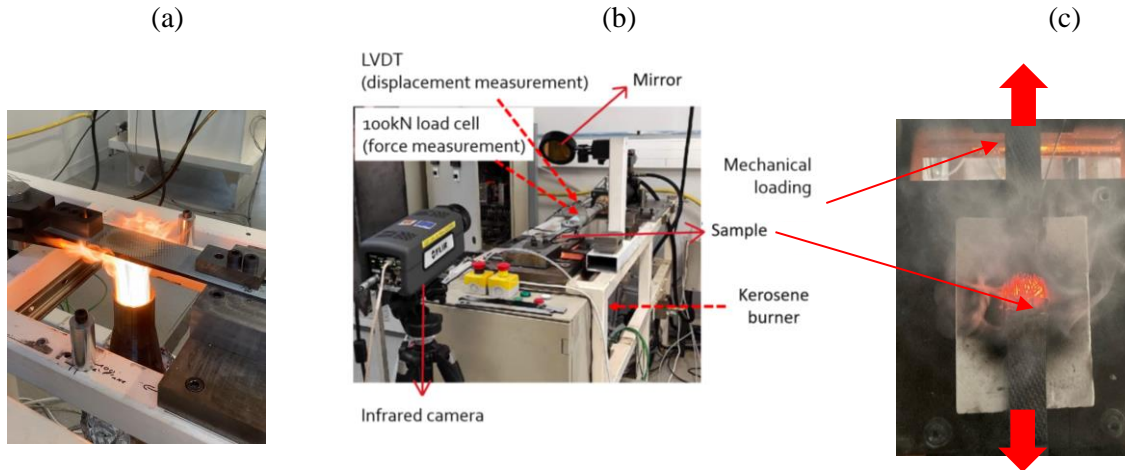 (a)
(b)
(c)
LVDT
(displacement measurement)
Mirror
100kN load cell
(force measurement)
Mechanical
loading
Sample
Kerosene
burner
Infrared camera